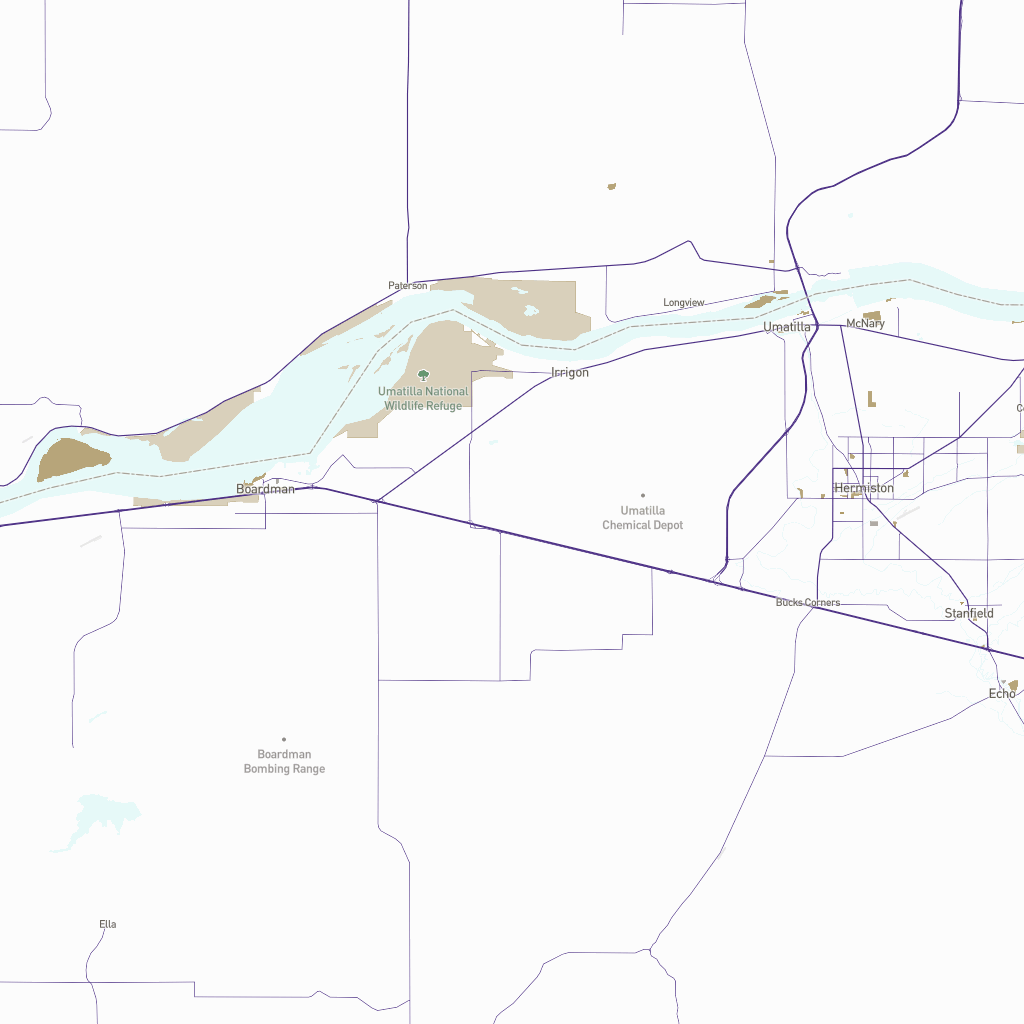 Paterson
Longview
Umatilla
McNary
Irrigon
Umatilla National
Wildlife Refuge
Boardman
Hermiston
Umatilla
Chemical Depot
Bucks Corners
Stanfield
Echo
Boardman
Bombing Range
Ella